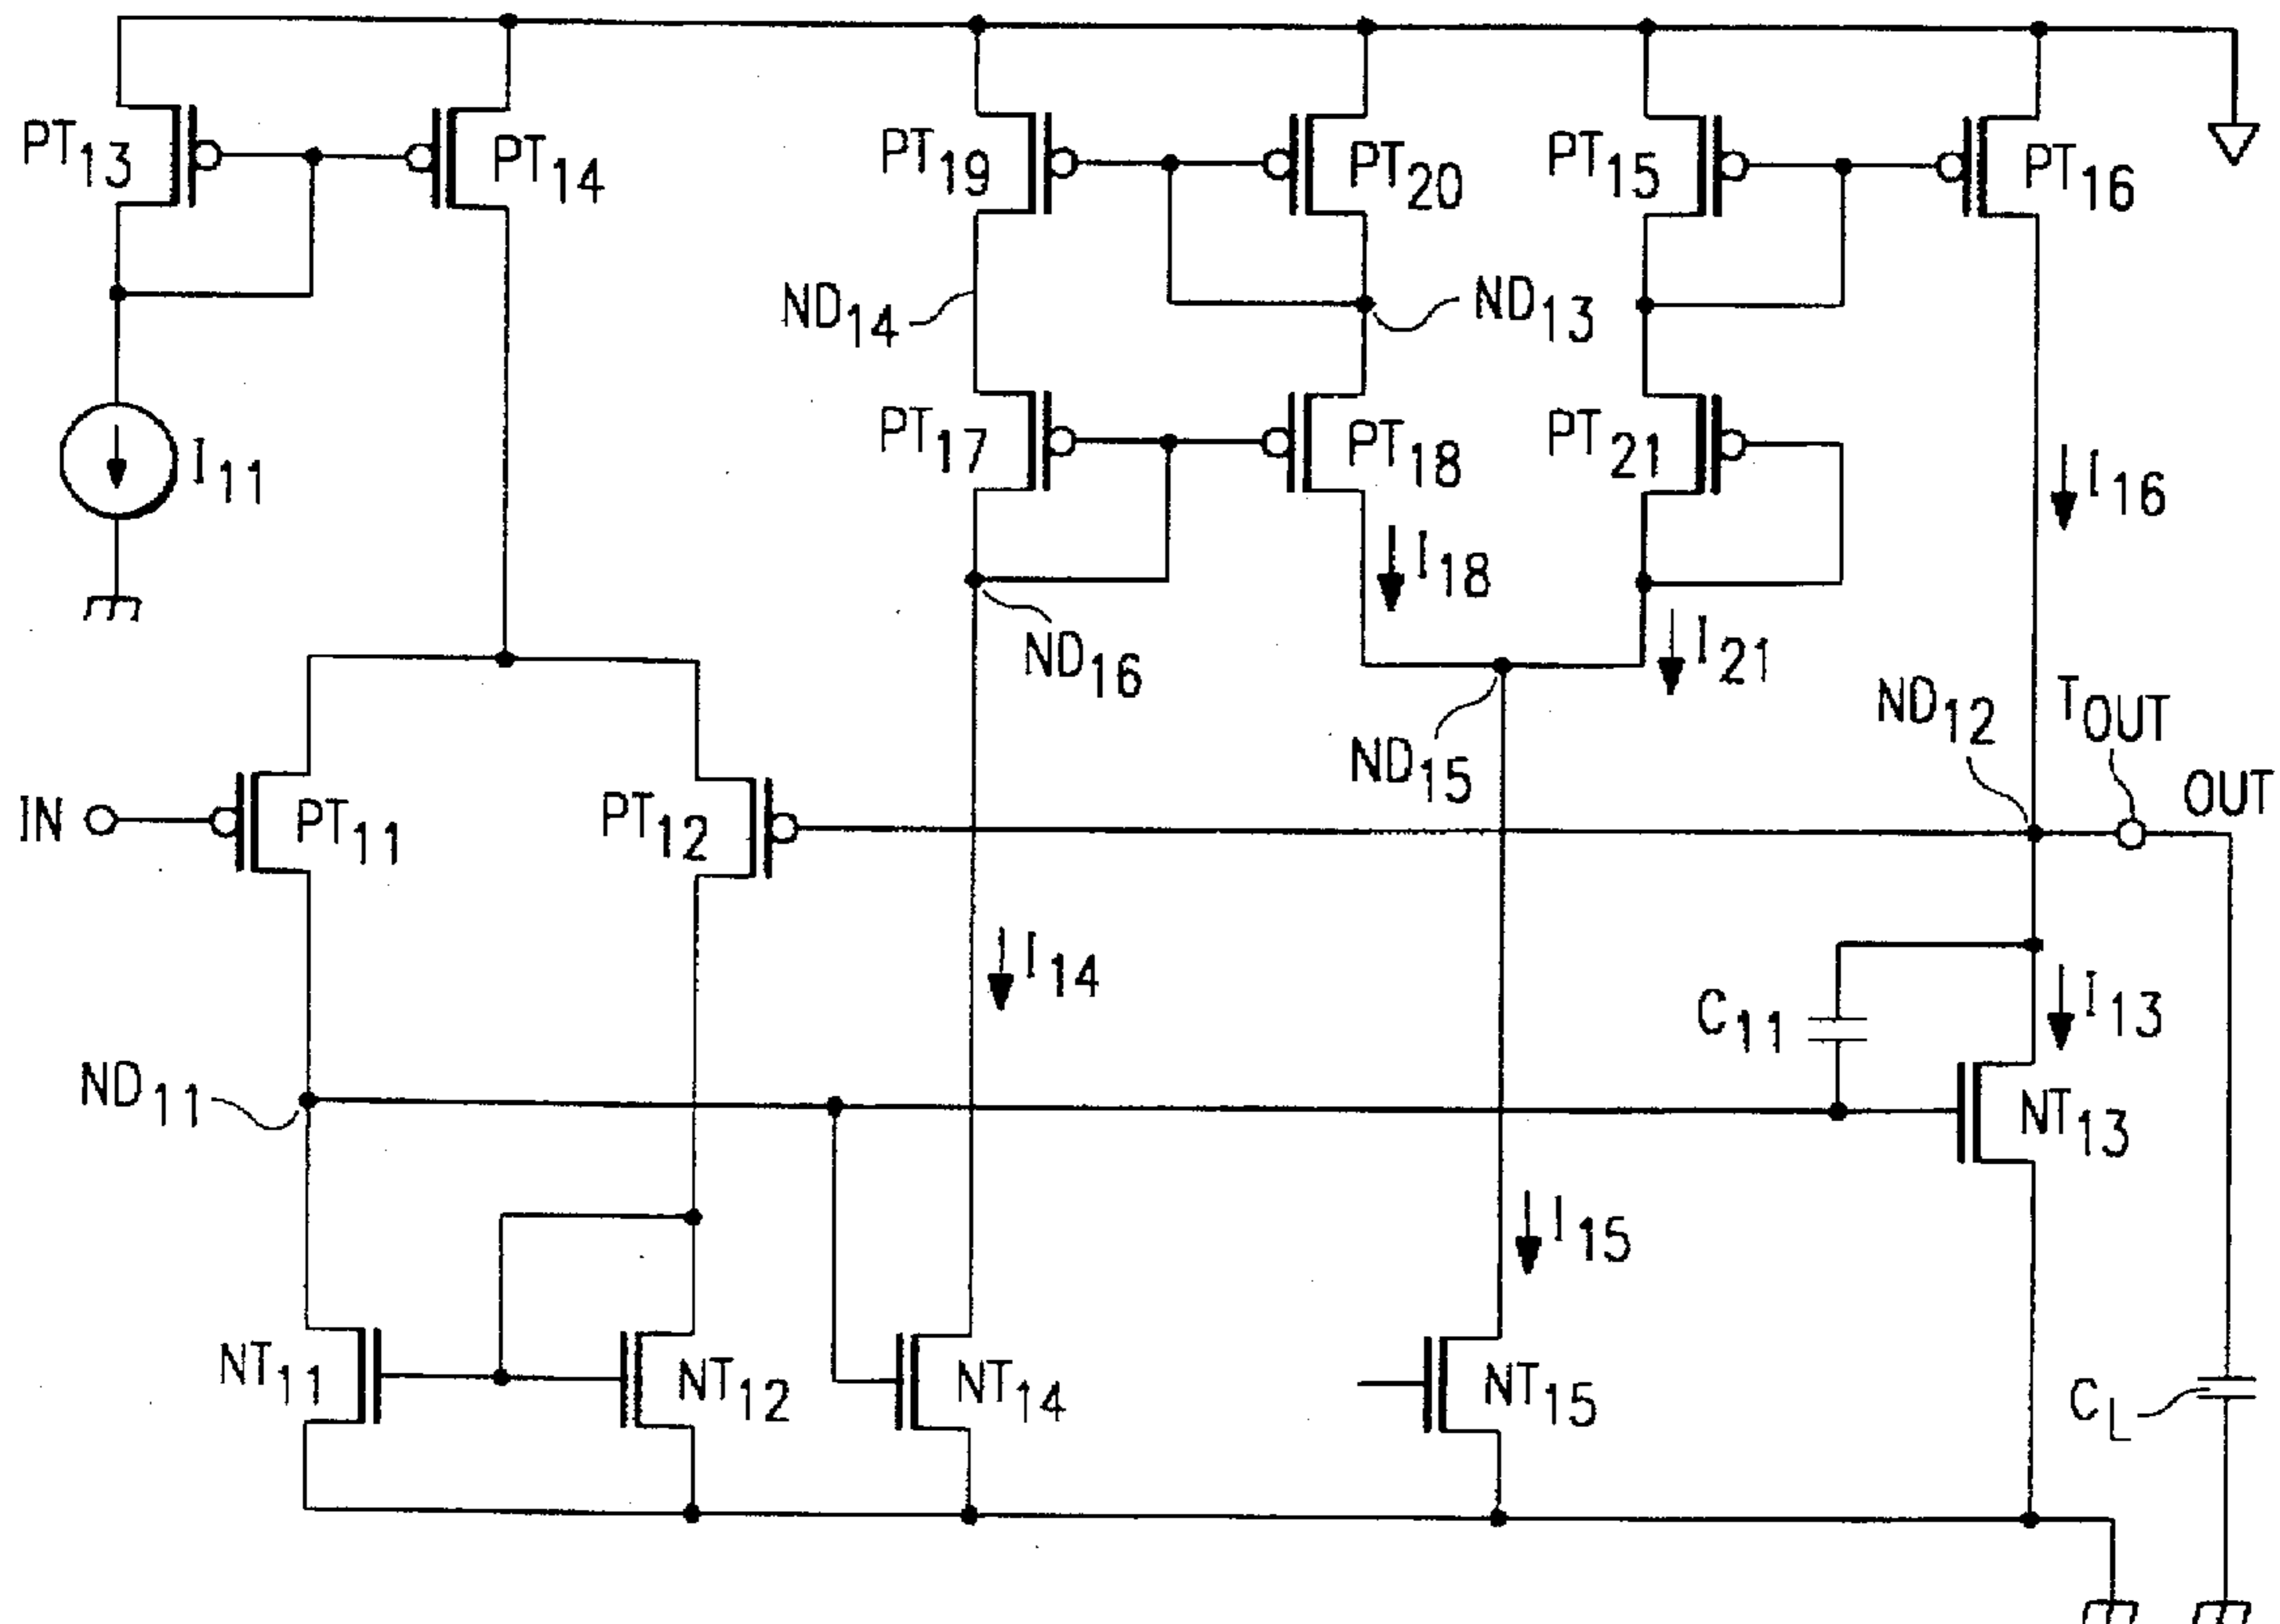 PT13
PT14
PT19
PT20
PT15
PT16
ND14
ND13
I11
PT17
PT18
PT21
I16
I18
ND16
I21
ND15
ND12
TOUT
OUT
IN
PT11
PT12
I14
C11
I13
ND11
NT13
I15
NT11
NT12
NT14
NT15
CL